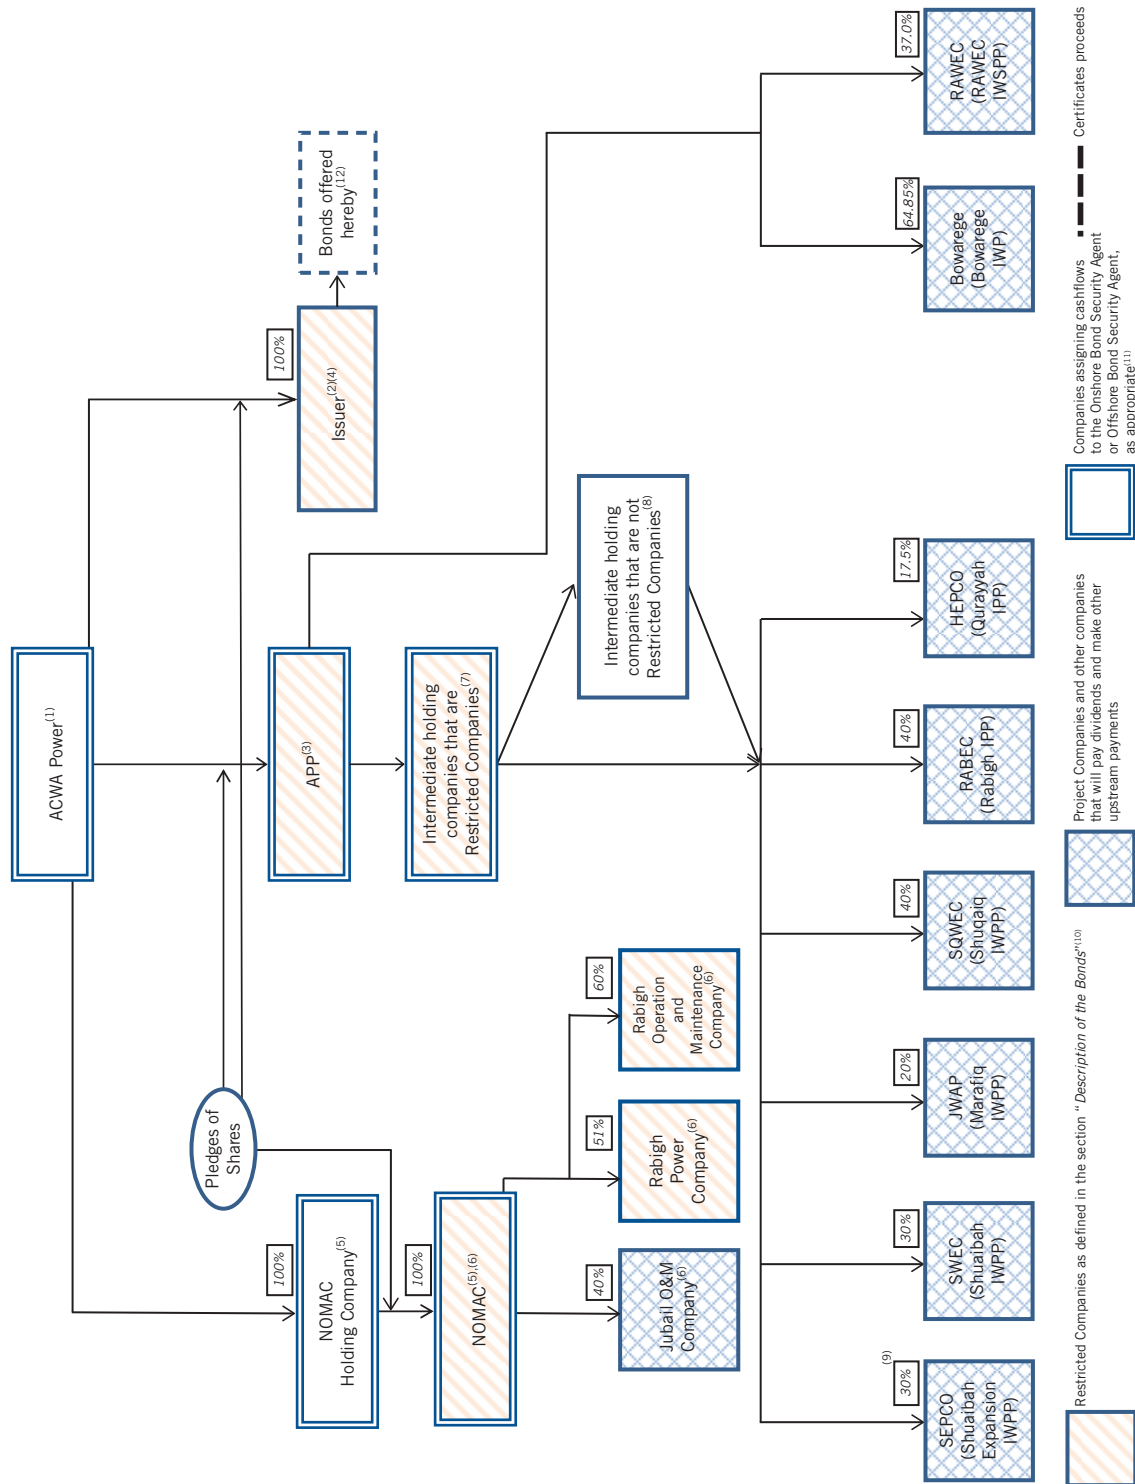 ACWA Power(1)
Pledges of
Shares
100%
NOMAC
Holding Company(5)
100%
NOMAC(5),(6)
APP(3)
Intermediate holding
companies that are
Restricted Companies(7)
100%
Issuer(2)(4)
Bonds offered
hereby(12)
Intermediate holding
companies that are not
Restricted Companies(8)
40%
Jubail O&M
Company(6)
51%
Rabigh
Power
Company(6)
60%
Rabigh
Operation
and
Maintenance
Company(6)
30%
(9)
SEPCO
(Shuaibah
Expansion
IWPP)
30%
SWEC
(Shuaibah
IWPP)
20%
JWAP
(Marafiq
IWPP)
40%
SQWEC
(Shuqaiq
IWPP)
40%
RABEC
(Rabigh IPP)
17.5%
HEPCO
(Qurayyah
IPP)
64.85%
Bowarege
(Bowarege
IWP)
37.0%
RAWEC
(RAWEC
IWSPP)
Restricted Companies as defined in the section “Description of the Bonds”(10)
Project Companies and other companies
that will pay dividends and make other
upstream payments
Companies assigning cashflows
to the Onshore Bond Security Agent
or Offshore Bond Security Agent,
as appropriate(11)
Certificates proceeds